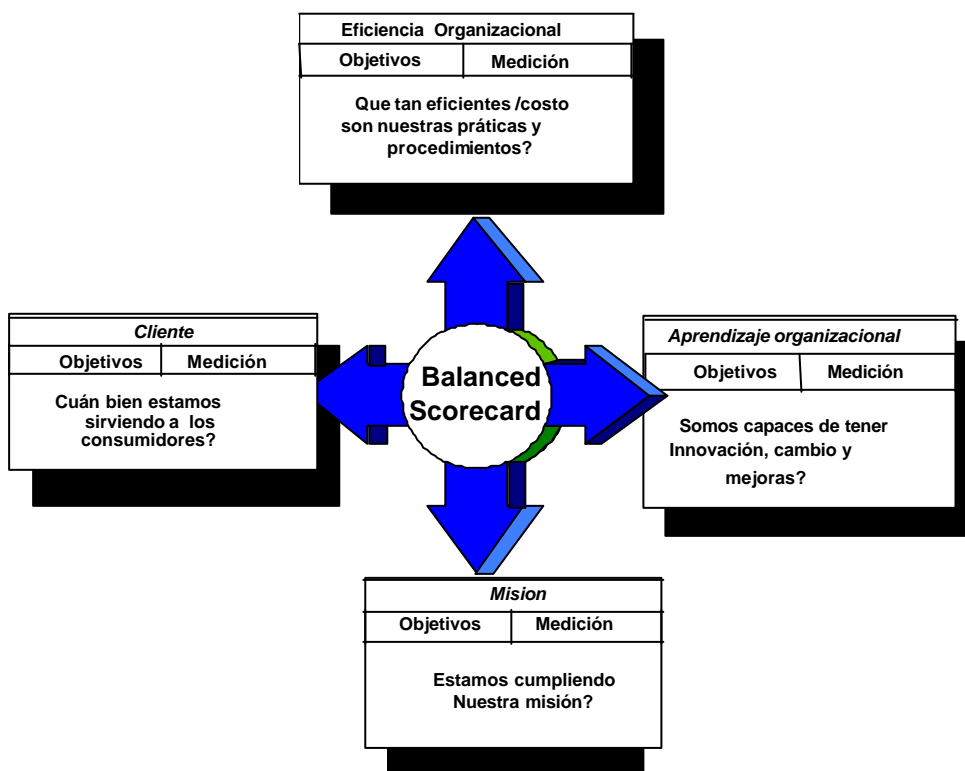 Eficiencia Organizacional
Objetivos Medición
Que tan eficientes /costo
son nuestras práticas y
procedimientos?
Cliente
Objetivos Medición
Cuán bien estamos
sirviendo a los
consumidores?
Balanced
Scorecard
Aprendizaje organizacional
Objetivos Medición
Somos capaces de tener
Innovación, cambio y
mejoras?
Mision
Objetivos Medición
Estamos cumpliendo
Nuestra misión?